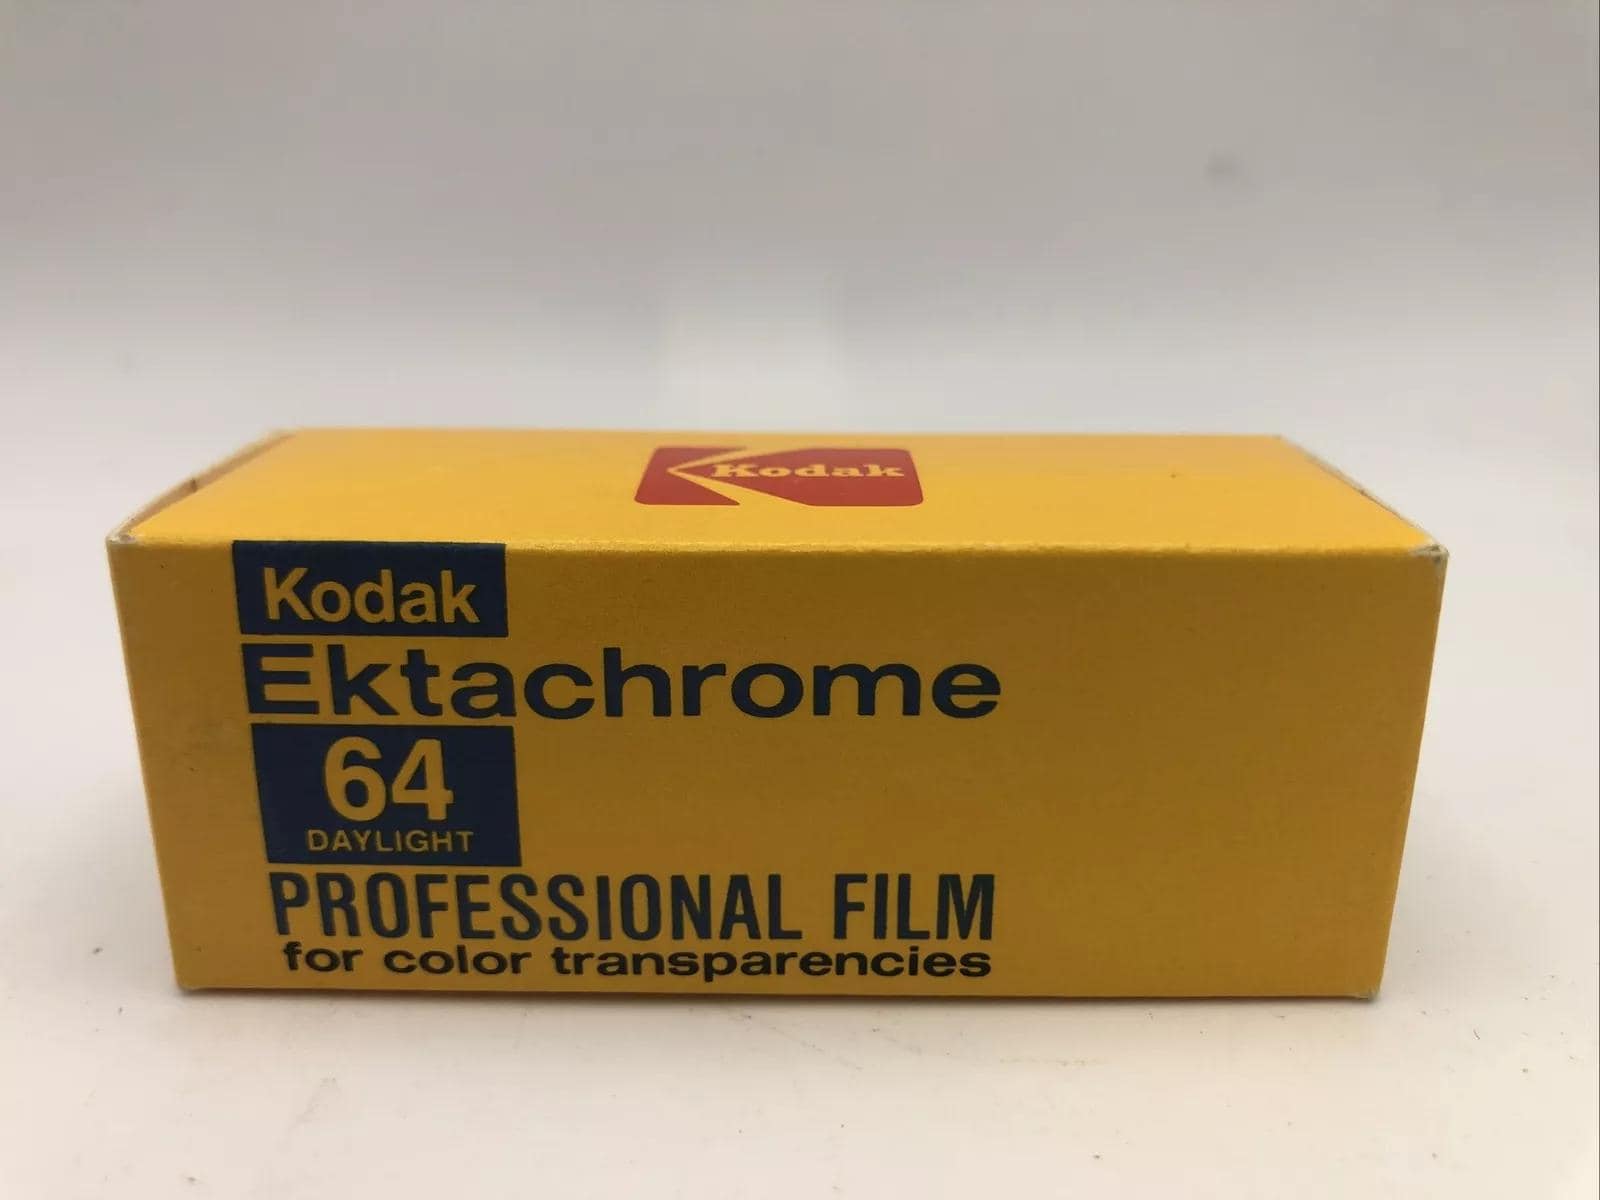 Kodak
Kodak
Ektachrome
64
DAYLIGHT
PROFESSIONAL FILM
for color transparencies